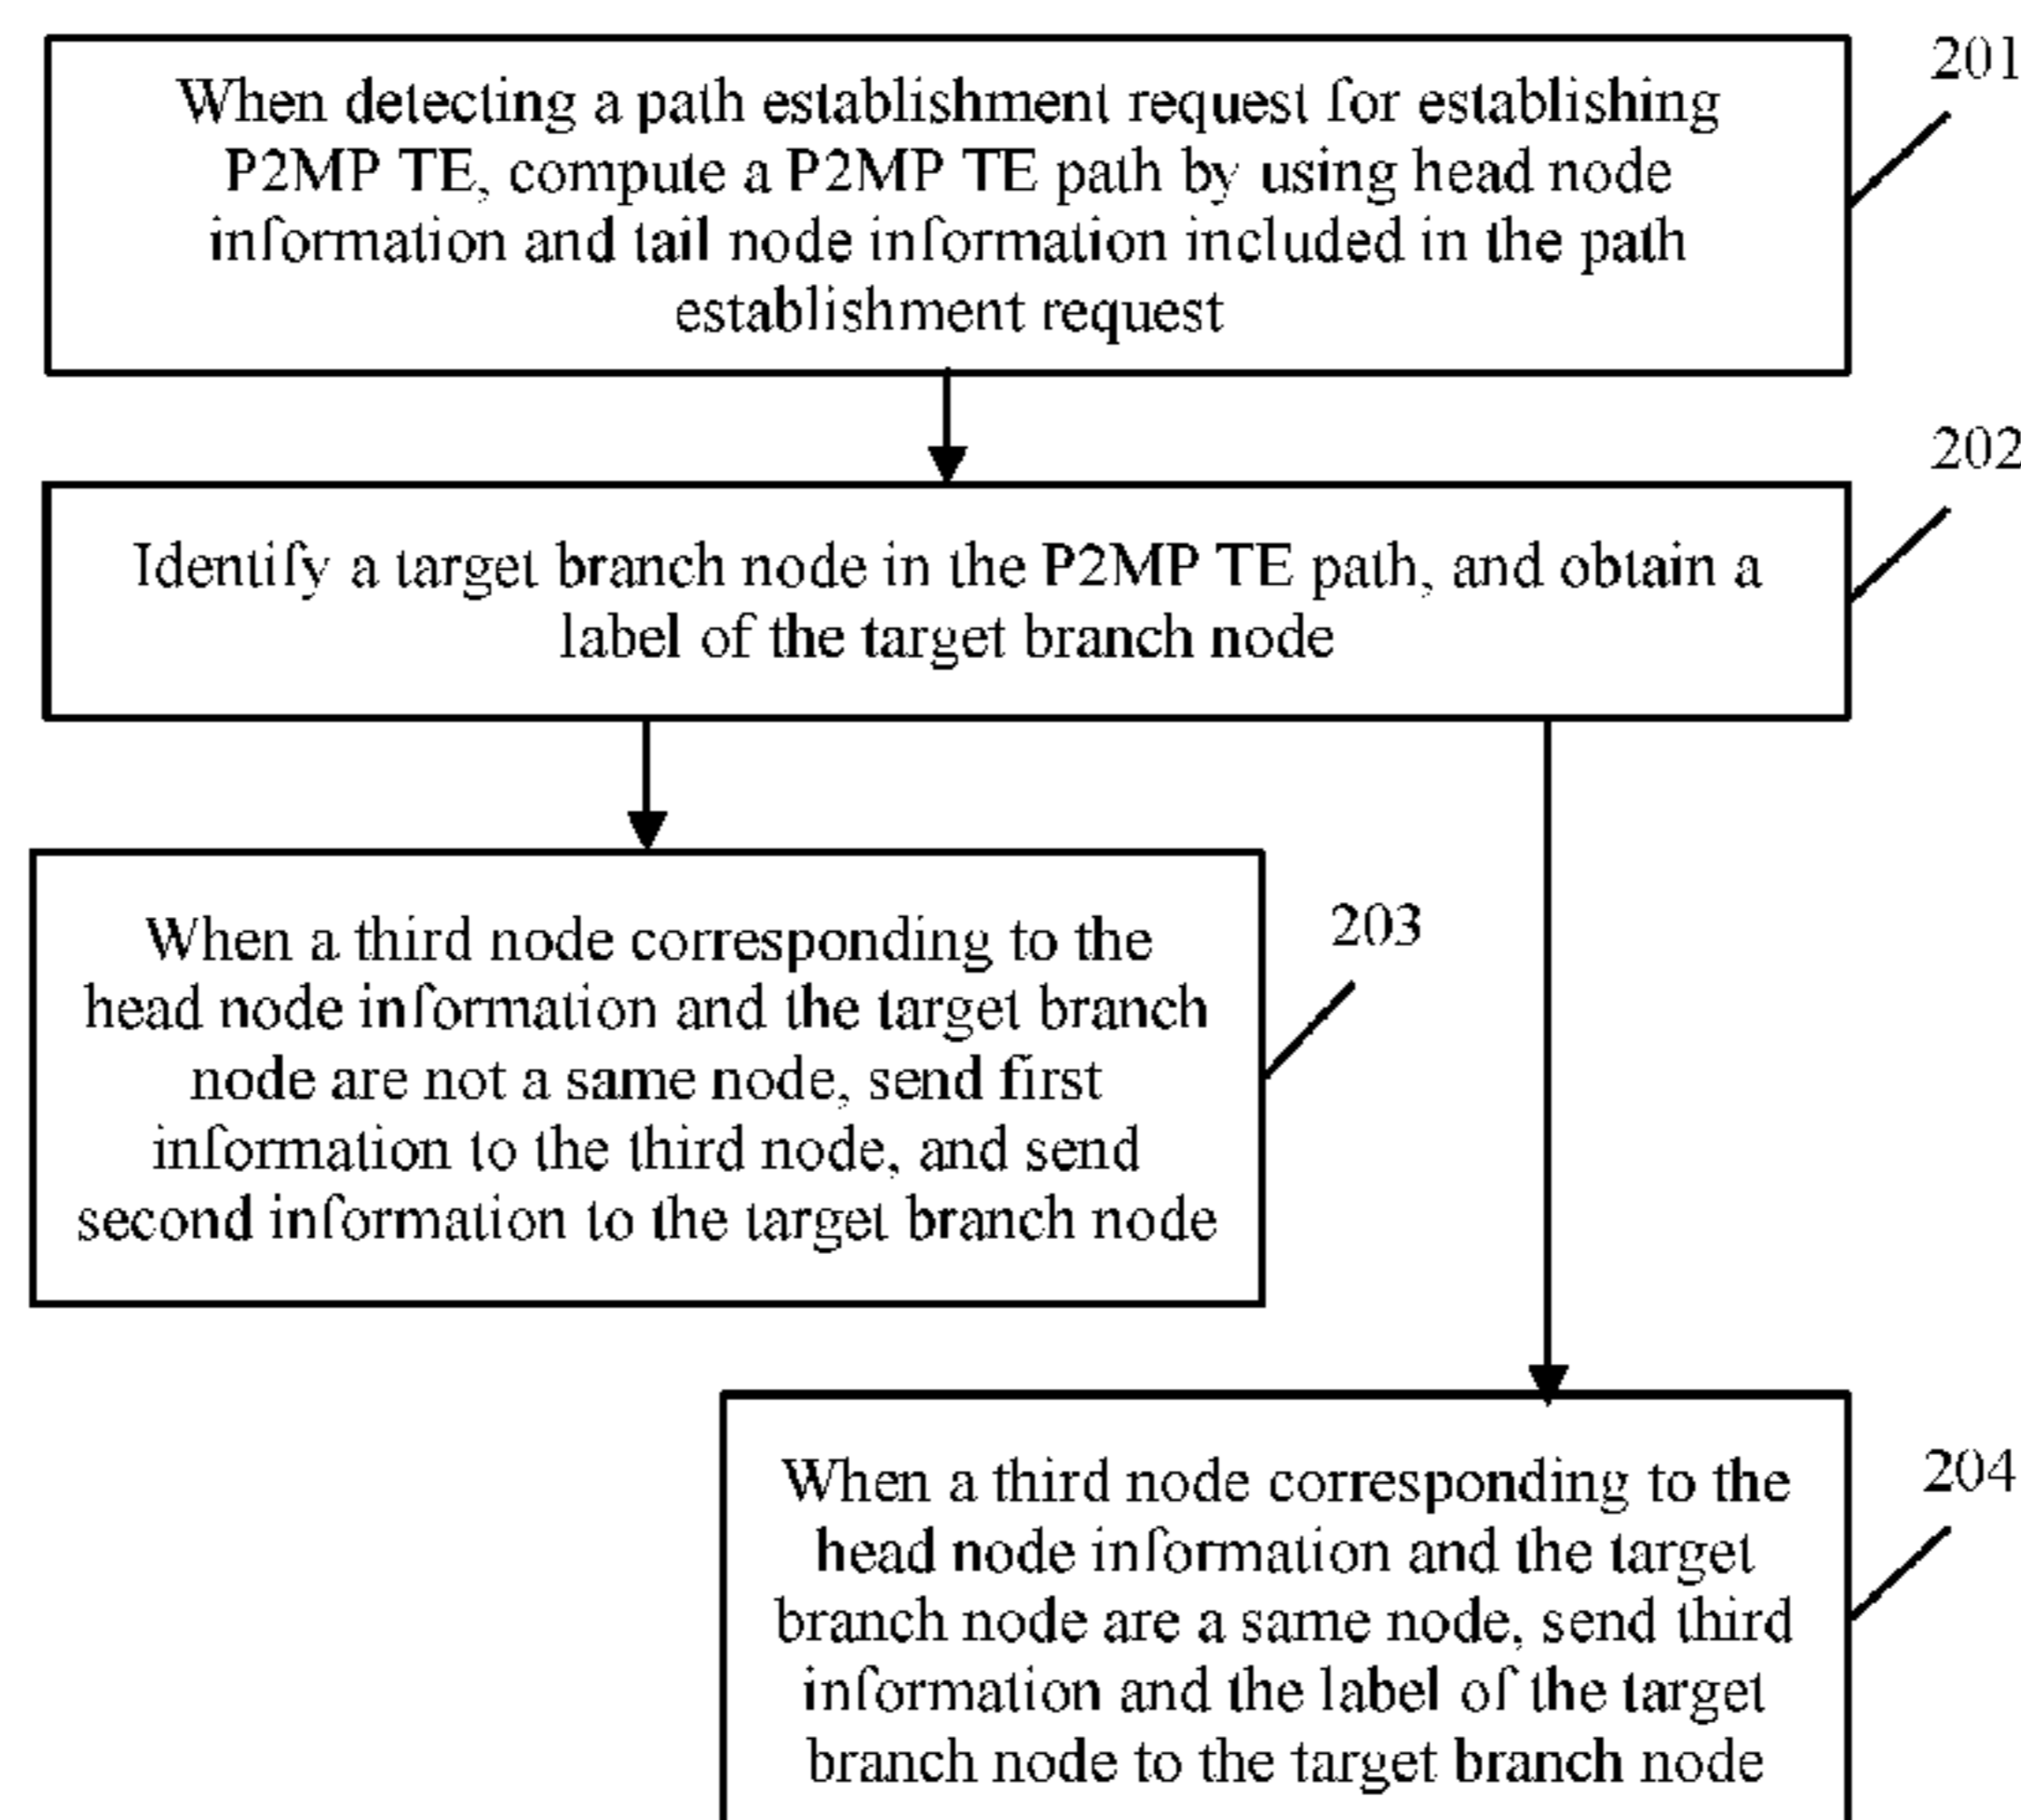 201
When detecting a path establishment request for establishing
P2MP TE, compute a P2MP TE path by using head node
information and tail node information included in the path
establishment request
202
Identify a target branch node in the P2MP TE path, and obtain a
label of the target branch node
203
When a third node corresponding to the
head node information and the target branch
node are not a same node, send first
information to the third node, and send
second information to the target branch node
204
When a third node corresponding to the
head node information and the target
branch node are a same node, send third
information and the label of the target
branch node to the target branch node